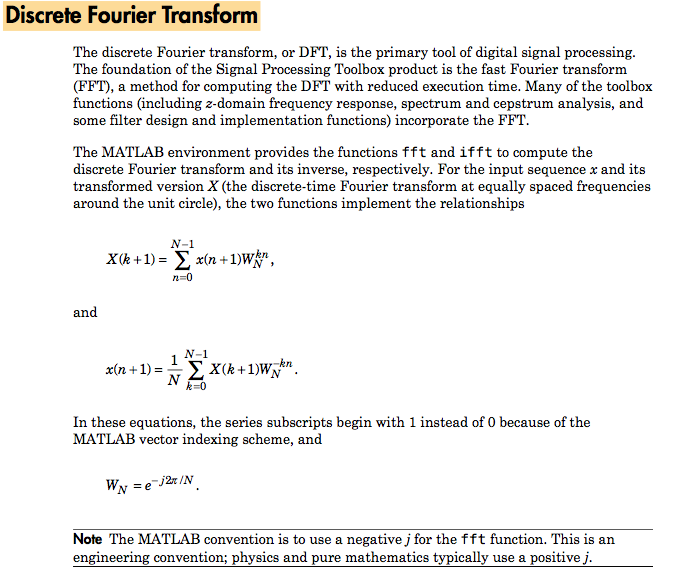 Discrete Fourier Transform
The discrete Fourier transform, or DFT, is the primary tool of digital signal processing.
The foundation of the Signal Processing Toolbox product is the fast Fourier transform
(FFT), a method for computing the DFT with reduced execution time. Many of the toolbox
functions (including z-domain frequency response, spectrum and cepstrum analysis, and
some filter design and implementation functions) incorporate the FFT.
The MATLAB environment provides the functions fft and ifft to compute the
discrete Fourier transform and its inverse, respectively. For the input sequence x and its
transformed version X (the discrete-time Fourier transform at equally spaced frequencies
around the unit circle), the two functions implement the relationships
X(k+1) = ∑_{n=0}^{N−1} x(n+1)W_N^{kn},
and
x(n+1) = 1/N ∑_{k=0}^{N−1} X(k+1)W_N^{−kn}.
In these equations, the series subscripts begin with 1 instead of 0 because of the
MATLAB vector indexing scheme, and
W_N = e^{−j2π/N}.
Note The MATLAB convention is to use a negative j for the fft function. This is an
engineering convention; physics and pure mathematics typically use a positive j.